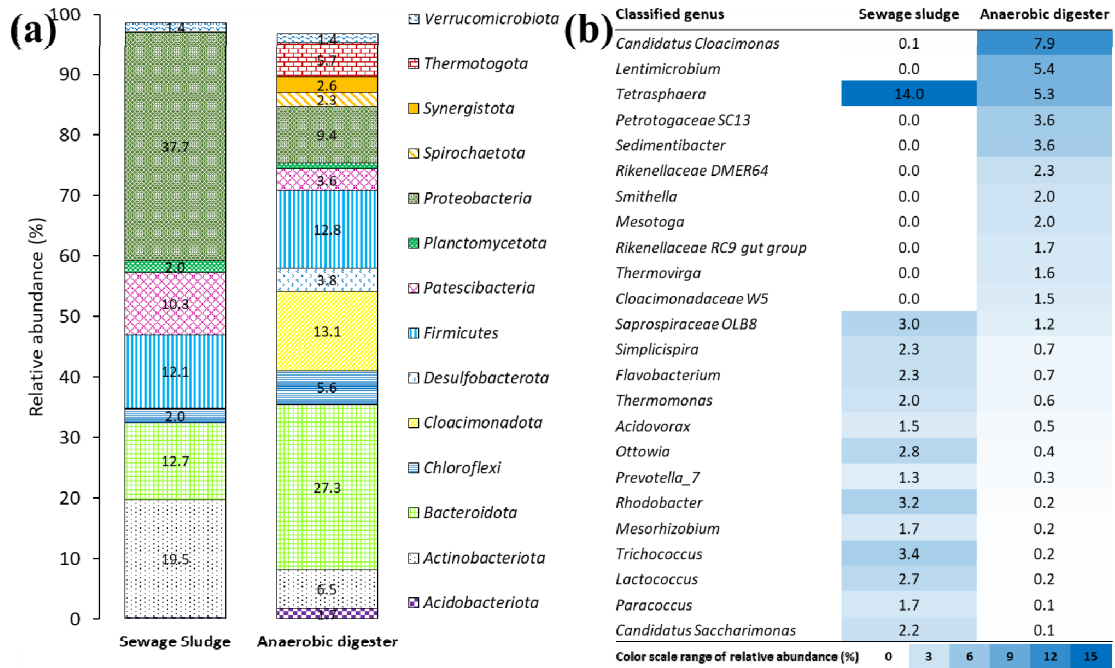 (a)
Relative abundance (%)
100
90
80
70
60
50
40
30
20
10
0
1.4
37.7
2.0
10.3
12.1
2.0
12.7
19.5
Sewage Sludge
1.4
5.7
2.6
2.3
9.4
3.6
12.8
3.8
13.1
5.6
27.3
6.5
1.7
Anaerobic digester
Verrucomicrobiota
Thermotogota
Synergistota
Spirochaetota
Proteobacteria
Planctomycetota
Patescibacteria
Firmicutes
Desulfobacterota
Cloacimonadota
Chloroflexi
Bacteroidota
Actinobacteriota
Acidobacteriota
(b)
Classified genus Sewage sludge Anaerobic digester
Candidatus Cloacimonas 0.1 7.9
Lentimicrobium 0.0 5.4
Tetrasphaera 14.0 5.3
Petrotogaceae SC13 0.0 3.6
Sedimentibacter 0.0 3.6
Rikenellaceae DMER64 0.0 2.3
Smithella 0.0 2.0
Mesotoga 0.0 2.0
Rikenellaceae RC9 gut group 0.0 1.7
Thermovirga 0.0 1.6
Cloacimonadaceae W5 0.0 1.5
Saprospiraceae OLB8 3.0 1.2
Simplicispira 2.3 0.7
Flavobacterium 2.3 0.7
Thermomonas 2.0 0.6
Acidovorax 1.5 0.5
Ottowia 2.8 0.4
Prevotella_7 1.3 0.3
Rhodobacter 3.2 0.2
Mesorhizobium 1.7 0.2
Trichococcus 3.4 0.2
Lactococcus 2.7 0.2
Paracoccus 1.7 0.1
Candidatus Saccharimonas 2.2 0.1
Color scale range of relative abundance (%) 0 3 6 9 12 15